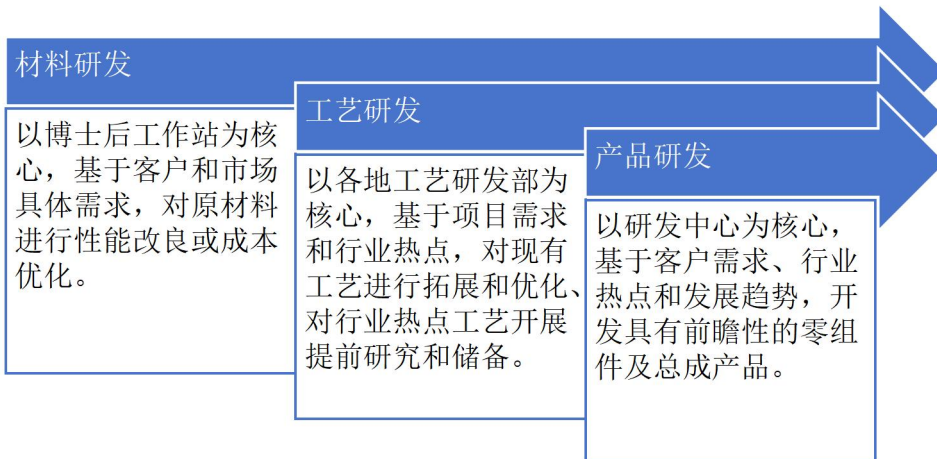 材料研发
以博士后工作站为核
心，基于客户和市场
具体需求，对原材料
进行性能改良或成本
优化。
工艺研发
以各地工艺研发部为
核心，基于项目需求
和行业热点，对现有
工艺进行拓展和优化、
对行业热点工艺开展
提前研究和储备。
产品研发
以研发中心为核心，
基于客户需求、行业
热点和发展趋势，开
发具有前瞻性的零组
件及总成产品。